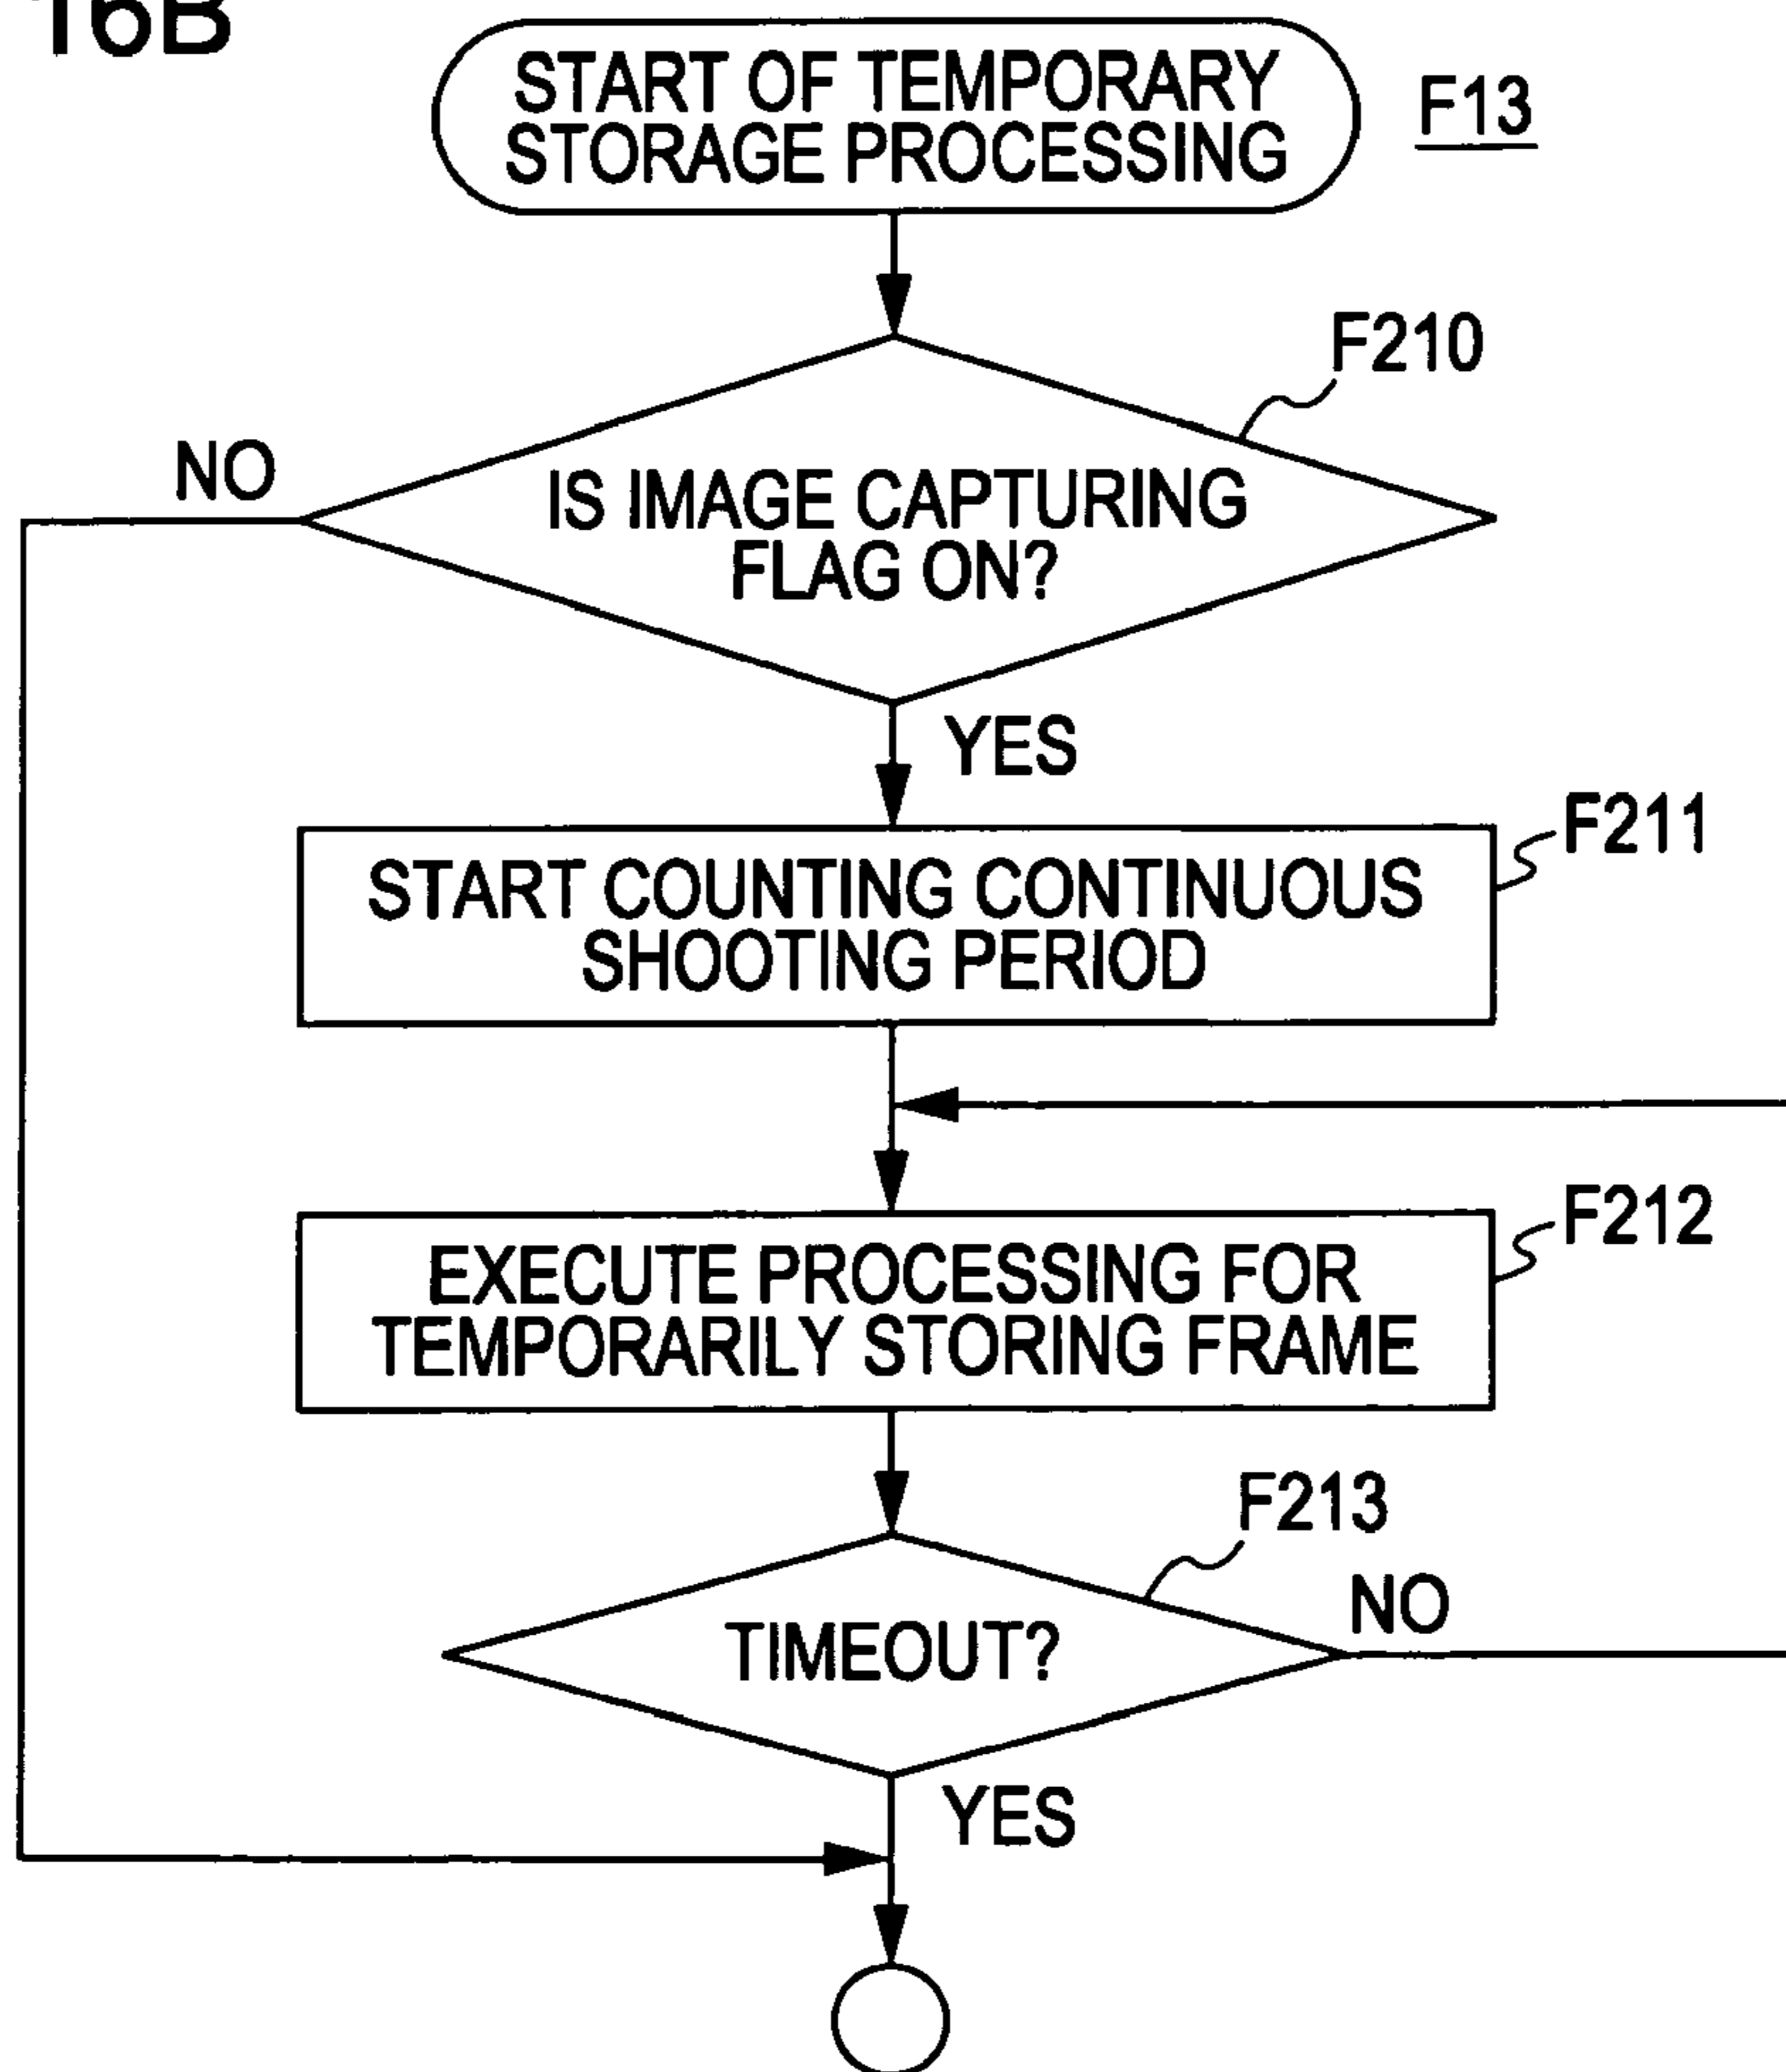 16B
START OF TEMPORARY
STORAGE PROCESSING
F13
F210
NO
IS IMAGE CAPTURING
FLAG ON?
YES
F211
START COUNTING CONTINUOUS
SHOOTING PERIOD
F212
EXECUTE PROCESSING FOR
TEMPORARILY STORING FRAME
F213
NO
TIMEOUT?
YES